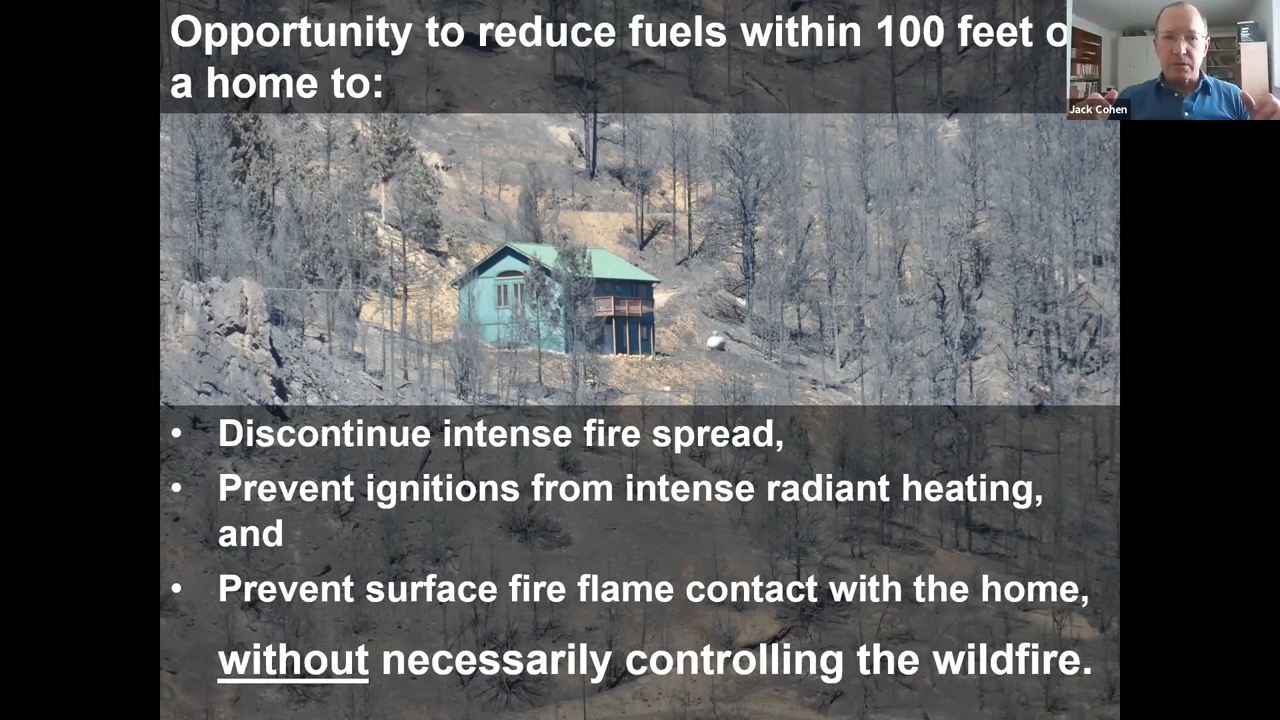 Opportunity to reduce fuels within 100 feet
a home to:
Jack Cohen
• Discontinue intense fire spread,
• Prevent ignitions from intense radiant heating,
and
• Prevent surface fire flame contact with the home,
without necessarily controlling the wildfire.